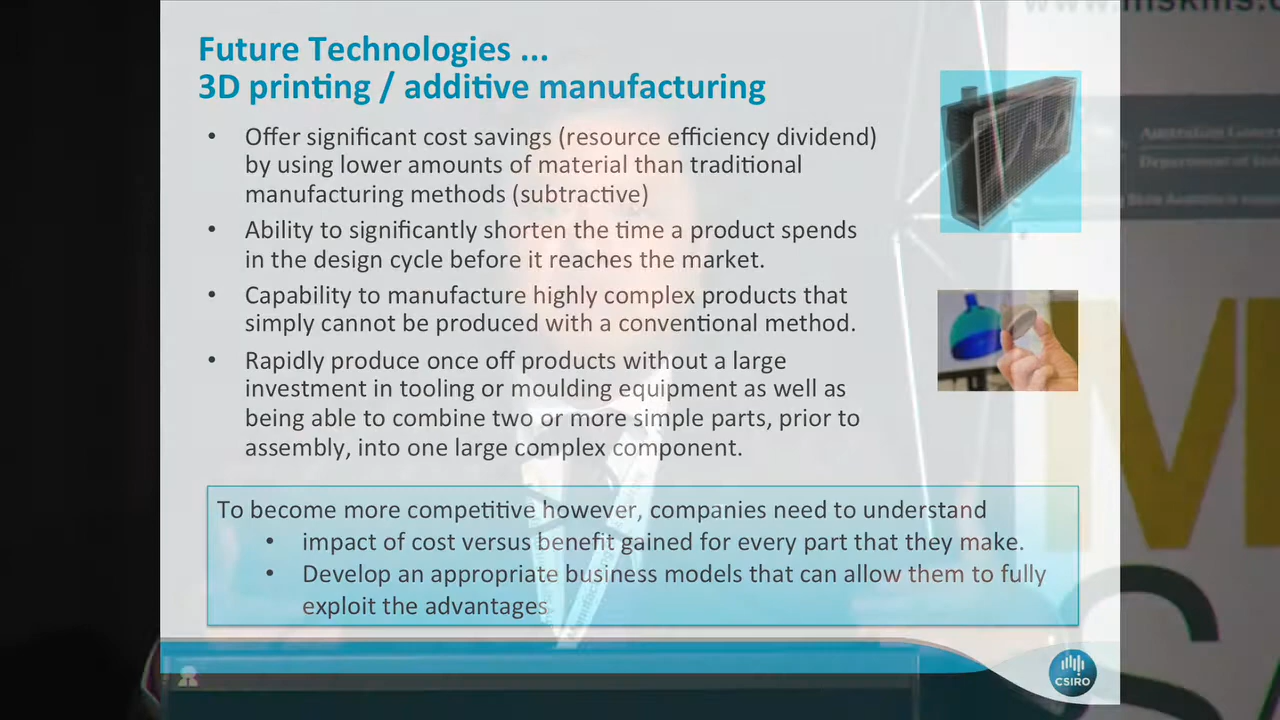 www.mskills.g
Future Technologies ...
3D printing / additive manufacturing
• Offer significant cost savings (resource efficiency dividend)
by using lower amounts of material than traditional
manufacturing methods (subtractive)
• Ability to significantly shorten the time a product spends
in the design cycle before it reaches the market.
• Capability to manufacture highly complex products that
simply cannot be produced with a conventional method.
• Rapidly produce once off products without a large
investment in tooling or moulding equipment as well as
being able to combine two or more simple parts, prior to
assembly, into one large complex component.
To become more competitive however, companies need to understand
• impact of cost versus benefit gained for every part that they make.
• Develop an appropriate business models that can allow them to fully
exploit the advantages
CSIRO
Department of
M
SA